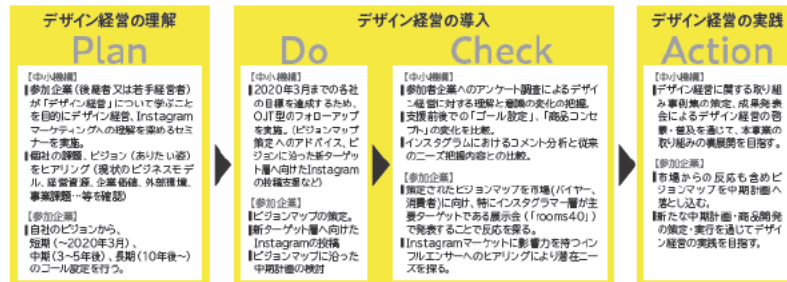 デザイン経営の理解
Plan
【中小機構】
参加企業(後継者又は若手経営者)
が「デザイン経営」について学ぶこと
を目的にデザイン経営、Instagram
マーケティングへの理解を深めるセミ
ナーを実施。
個社の課題、ビジョン(ありたい姿)
をヒアリング(現状のビジネスモデ
ル、経営資源、企業価値、外部環境、
事業課題…等を確認)
【参加企業】
自社のビジョンから、
短期(~2020年3月)、
中期(3~5年後)、長期(10年後~)
のゴール設定を行う。
デザイン経営の導入
Do
【中小機構】
2020年3月までの各社
の目標を達成するため、
OJT型のフォローアップ
を実施。(ビジョンマップ
策定へのアドバイス、ビ
ジョンに沿った新ターゲッ
ト層へ向けたInstagram
の投稿支援など)
【参加企業】
ビジョンマップの策定。
新ターゲット層へ向けた
Instagramの投稿
ビジョンマップに沿った
中期計画の検討
Check
【中小機構】
参加者企業へのアンケート調査によるデザイ
ン経営に対する理解と意識の変化の把握。
支援前後での「ゴール設定」、「商品コンセ
プト」の変化を比較。
インスタグラムにおけるコメント分析と従来
のニーズ把握内容との比較。
【参加企業】
策定されたビジョンマップを市場(バイヤー、
消費者)に向け、特にインスタグラマー層が主
要ターゲットである展示会(「rooms40」)
で発表することで反応を探る。
Instagramマーケットに影響力を持つイン
フルエンサーへのヒアリングにより潜在ニー
ズを探る。
デザイン経営の実践
Action
【中小機構】
デザイン経営に関する取り組
み事例集の策定、成果発表
会によるデザイン経営の啓
蒙・普及を通じて、本事業の
取り組みの横展開を目指す。
【参加企業】
市場からの反応も含めビ
ジョンマップを中期計画へ
落とし込む。
新たな中期計画・商品開発
の策定・実行を通じてデザイ
ン経営の実践を目指す。